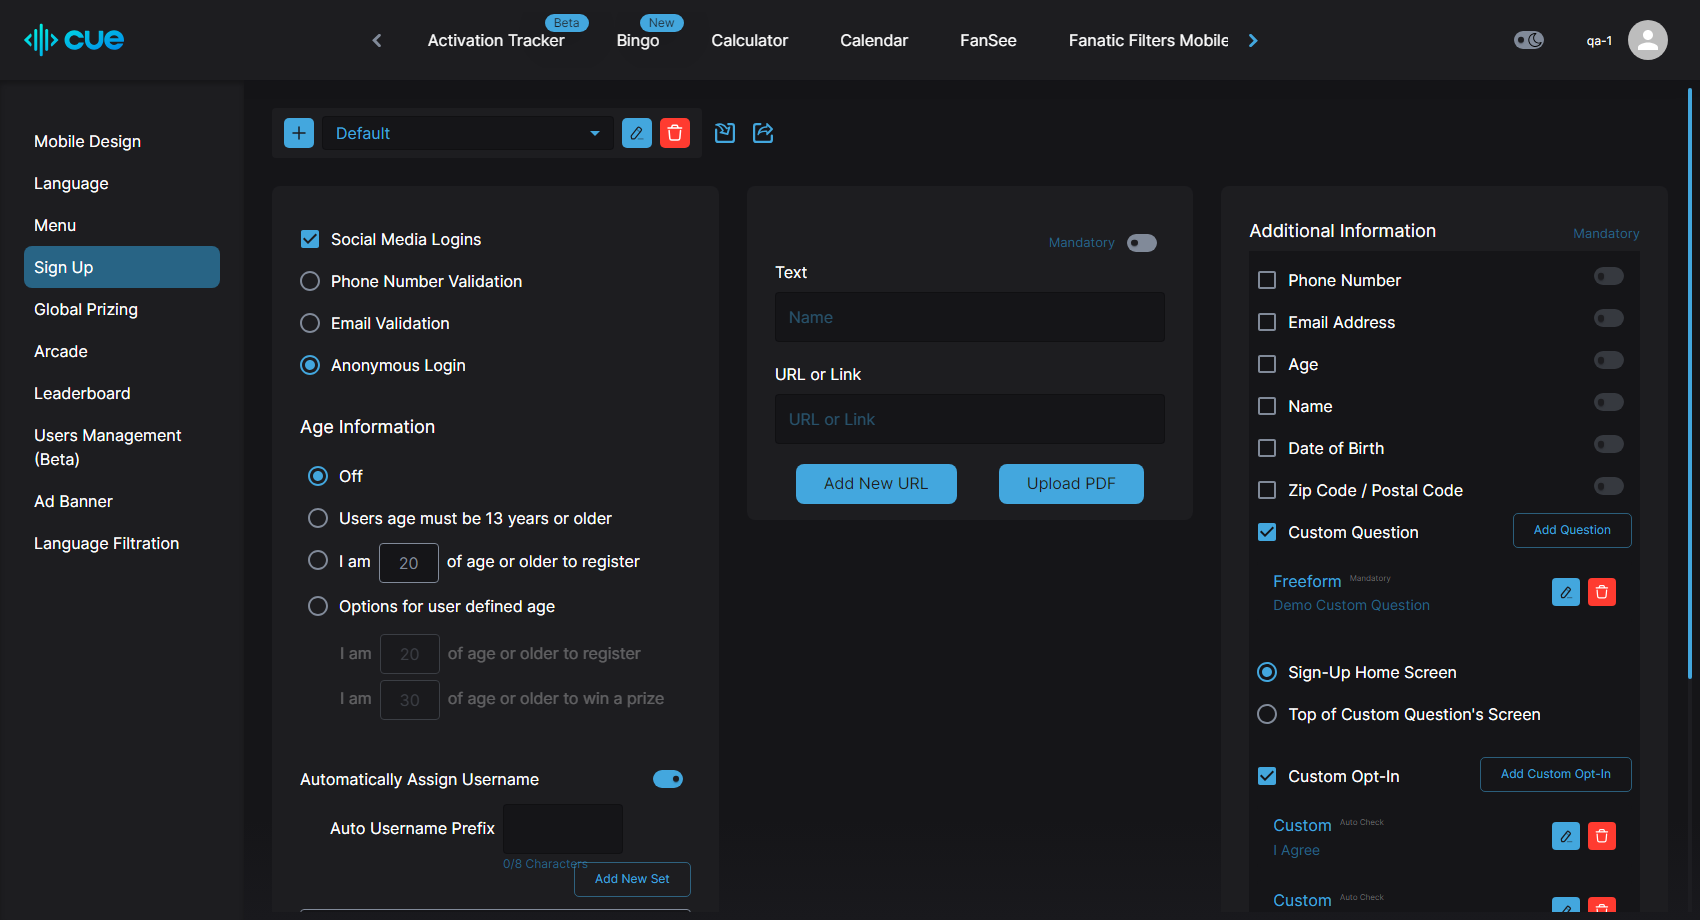 cue
Activation Tracker
Beta
Bingo
New
Calculator
Calendar
FanSee
Fanatic Filters Mobile
qa-1
Mobile Design
Language
Menu
Sign Up
Global Prizing
Arcade
Leaderboard
Users Management
(Beta)
Ad Banner
Language Filtration
Default
Social Media Logins
Phone Number Validation
Email Validation
Anonymous Login
Age Information
Off
Users age must be 13 years or older
I am 20 of age or older to register
Options for user defined age
I am 20 of age or older to register
I am 30 of age or older to win a prize
Automatically Assign Username
Auto Username Prefix
0/8 Characters
Add New Set
Mandatory
Text
Name
URL or Link
URL or Link
Add New URL
Upload PDF
Additional Information
Mandatory
Phone Number
Email Address
Age
Name
Date of Birth
Zip Code / Postal Code
Custom Question
Add Question
Freeform Mandatory
Demo Custom Question
Sign-Up Home Screen
Top of Custom Question's Screen
Custom Opt-In
Add Custom Opt-In
Custom Auto Check
I Agree
Custom Auto Check